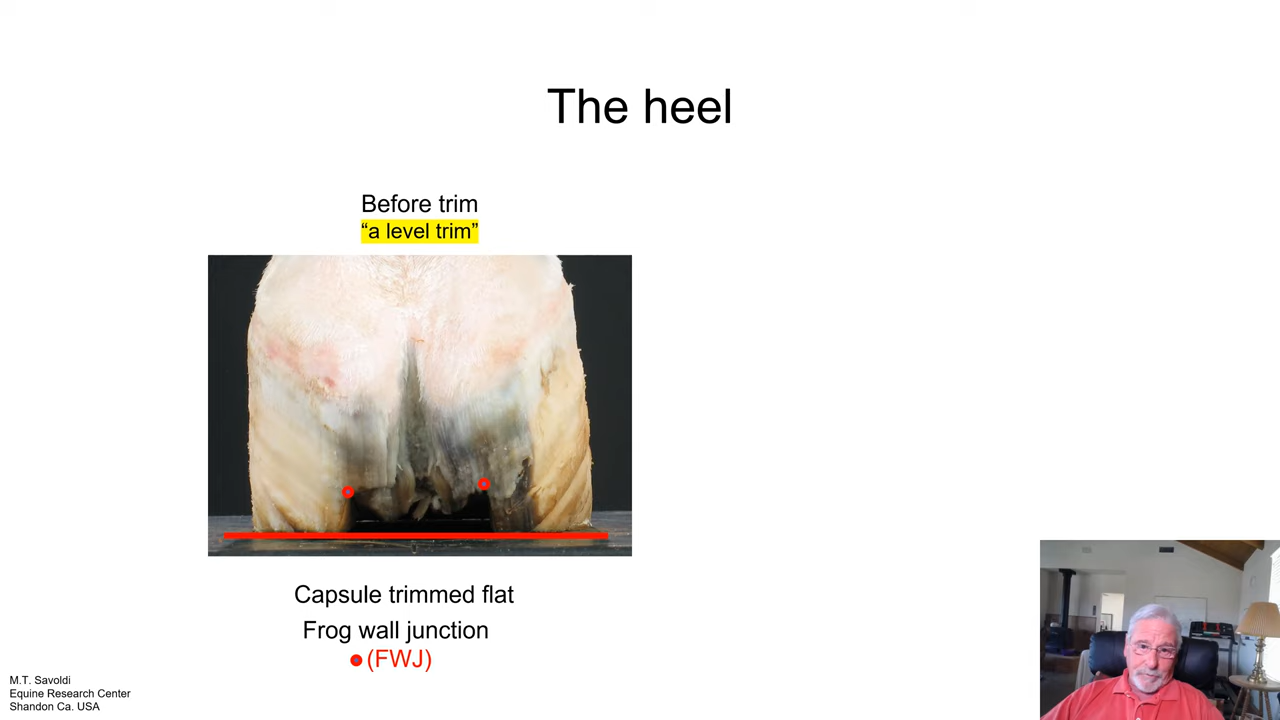 The heel
Before trim
“a level trim”
Capsule trimmed flat
Frog wall junction
(FWJ)
M.T. Savoldi
Equine Research Center
Shandon Ca. USA